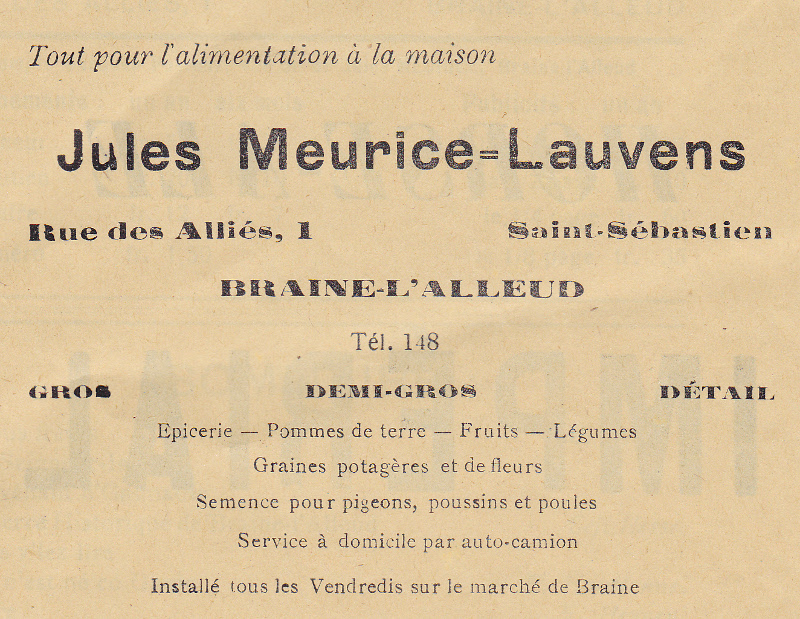 Tout pour l'alimentation à la maison
Jules Meurice=Lauvens
Rue des Alliés, 1 Saint-Sébastien
BRAINE-L'ALLEUD
Tél. 148
GROS DEMI-GROS DÉTAIL
Epicerie — Pommes de terre — Fruits — Légumes
Graines potagères et de fleurs
Semence pour pigeons, poussins et poules
Service à domicile par auto-camion
Installé tous les Vendredis sur le marché de Braine